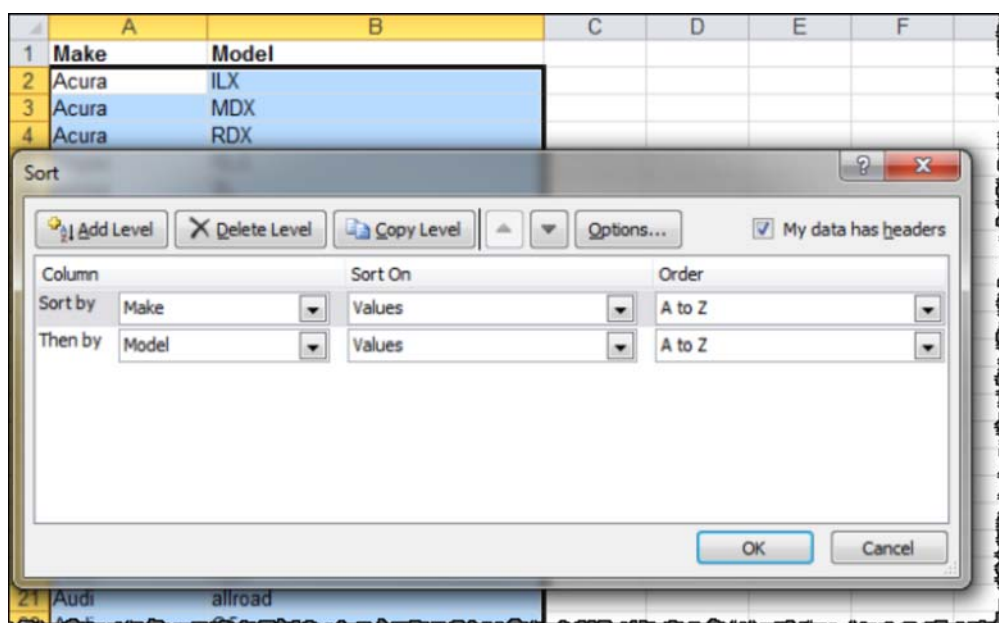 A B C D E F
1 Make Model
2 Acura ILX
3 Acura MDX
4 Acura RDX
Sort
Add Level Delete Level Copy Level Options... My data has headers
Column Sort On Order
Sort by Make Values A to Z
Then by Model Values A to Z
OK Cancel
21 Audi allroad